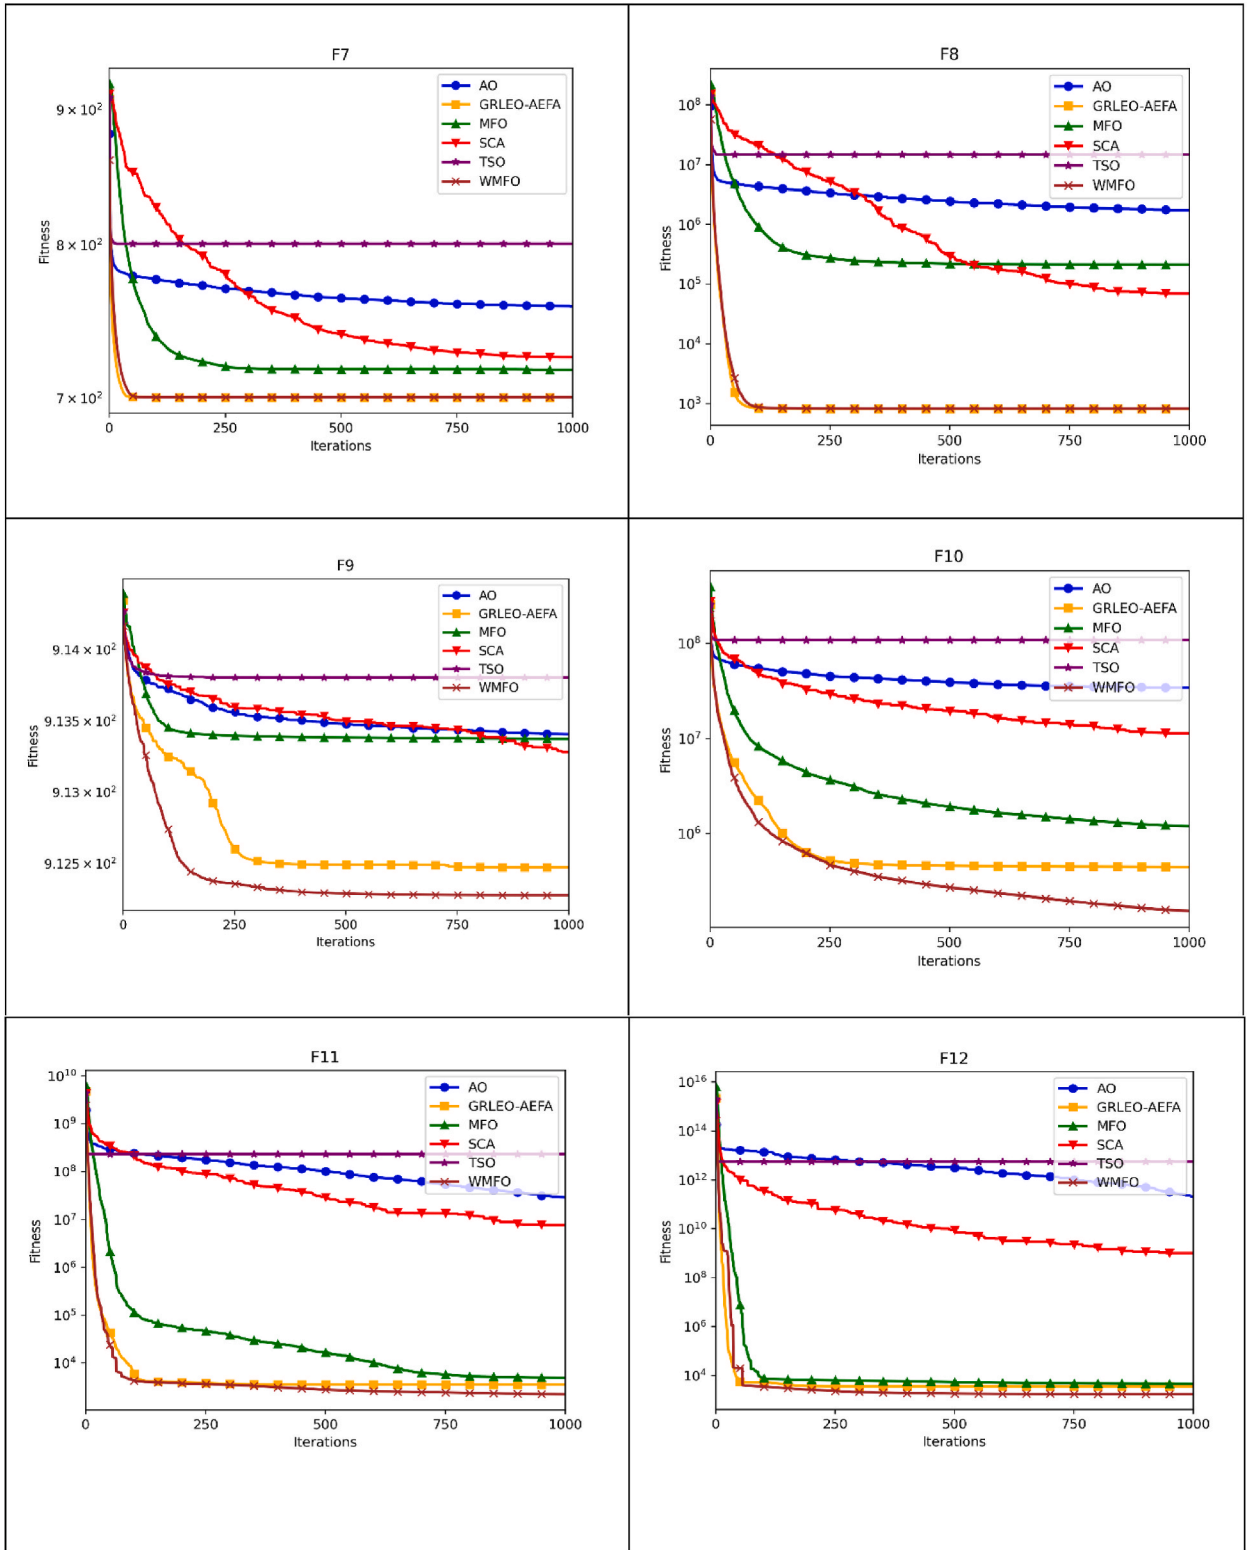 F7
9 × 10²
8 × 10²
7 × 10²
Fitness
AO
GRLEO-AEFA
MFO
SCA
TSO
WMFO
0 250 500 750 1000
Iterations
F8
10⁸
10⁷
10⁶
10⁵
10⁴
10³
Fitness
AO
GRLEO-AEFA
MFO
SCA
TSO
WMFO
0 250 500 750 1000
Iterations
F9
9.14 × 10²
9.135 × 10²
9.13 × 10²
9.125 × 10²
Fitness
AO
GRLEO-AEFA
MFO
SCA
TSO
WMFO
0 250 500 750 1000
Iterations
F10
10⁸
10⁷
10⁶
Fitness
AO
GRLEO-AEFA
MFO
SCA
TSO
WMFO
0 250 500 750 1000
Iterations
F11
10¹⁰
10⁹
10⁸
10⁷
10⁶
10⁵
10⁴
Fitness
AO
GRLEO-AEFA
MFO
SCA
TSO
WMFO
0 250 500 750 1000
Iterations
F12
10¹⁶
10¹⁴
10¹²
10¹⁰
10⁸
10⁶
10⁴
Fitness
AO
GRLEO-AEFA
MFO
SCA
TSO
WMFO
0 250 500 750 1000
Iterations